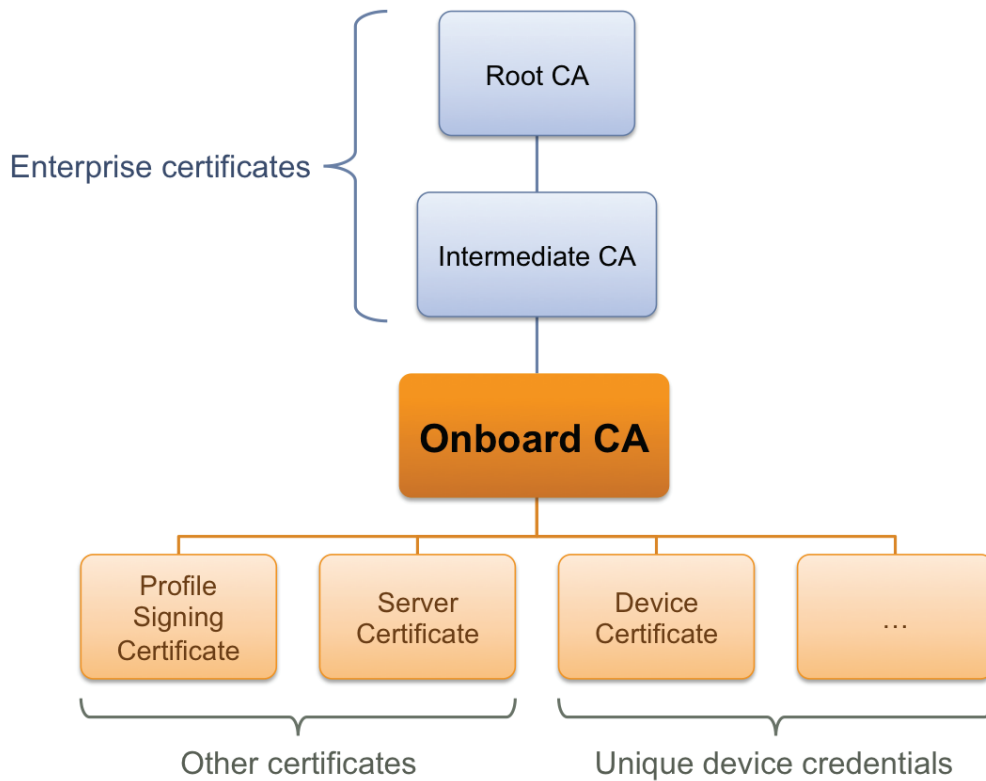 Root CA
Enterprise certificates
Intermediate CA
Onboard CA
Profile
Signing
Certificate
Server
Certificate
Device
Certificate
...
Other certificates
Unique device credentials